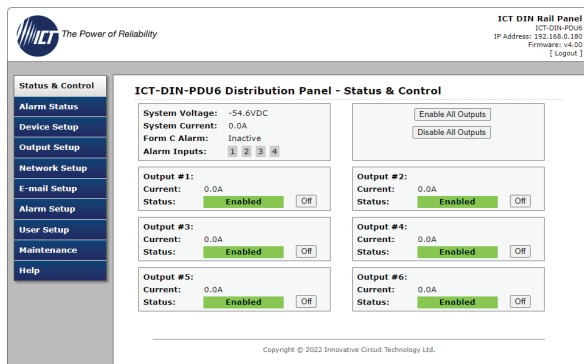 ICT
The Power of Reliability
ICT DIN Rail Panel
ICT-DIN-PDU6
IP Address: 192.168.0.180
Firmware: v4.00
[ Logout ]
Status & Control
Alarm Status
Device Setup
Output Setup
Network Setup
E-mail Setup
Alarm Setup
User Setup
Maintenance
Help
ICT-DIN-PDU6 Distribution Panel - Status & Control
System Voltage: -54.6VDC
System Current: 0.0A
Form C Alarm: Inactive
Alarm Inputs: 1 2 3 4
Enable All Outputs
Disable All Outputs
Output #1:
Current: 0.0A
Status: Enabled Off
Output #2:
Current: 0.0A
Status: Enabled Off
Output #3:
Current: 0.0A
Status: Enabled Off
Output #4:
Current: 0.0A
Status: Enabled Off
Output #5:
Current: 0.0A
Status: Enabled Off
Output #6:
Current: 0.0A
Status: Enabled Off
Copyright © 2022 Innovative Circuit Technology Ltd.